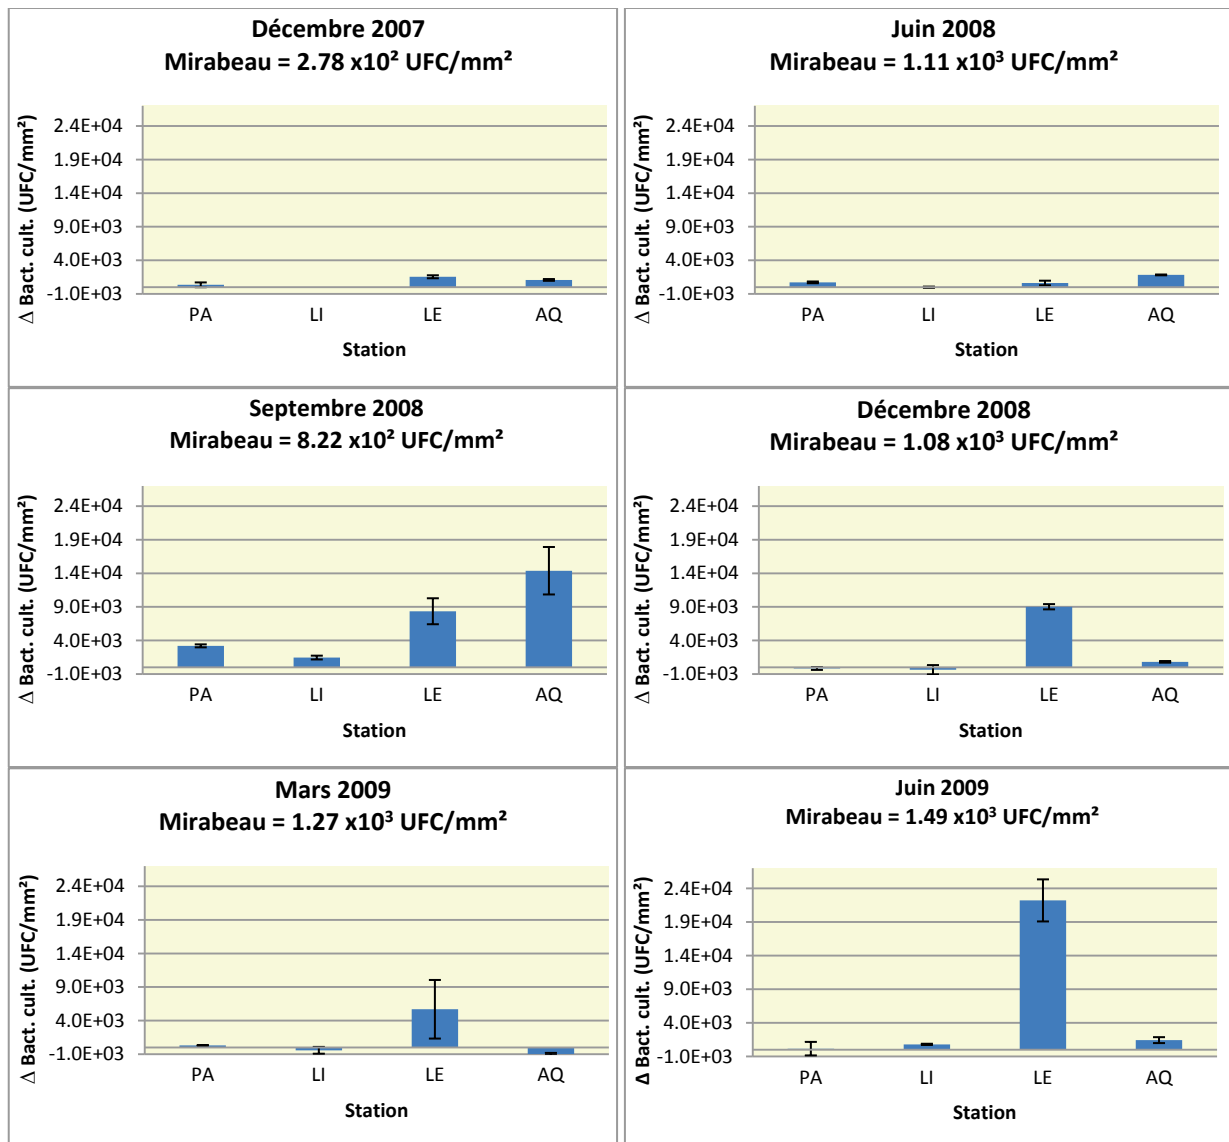 Décembre 2007
Mirabeau = 2.78 x10² UFC/mm²
Δ Bact. cult. (UFC/mm²)
2.4E+04
1.9E+04
1.4E+04
9.0E+03
4.0E+03
-1.0E+03
PA LI LE AQ
Station
Juin 2008
Mirabeau = 1.11 x10³ UFC/mm²
Δ Bact. cult. (UFC/mm²)
2.4E+04
1.9E+04
1.4E+04
9.0E+03
4.0E+03
-1.0E+03
PA LI LE AQ
Station
Septembre 2008
Mirabeau = 8.22 x10² UFC/mm²
Δ Bact. cult. (UFC/mm²)
2.4E+04
1.9E+04
1.4E+04
9.0E+03
4.0E+03
-1.0E+03
PA LI LE AQ
Station
Décembre 2008
Mirabeau = 1.08 x10³ UFC/mm²
Δ Bact. cult. (UFC/mm²)
2.4E+04
1.9E+04
1.4E+04
9.0E+03
4.0E+03
-1.0E+03
PA LI LE AQ
Station
Mars 2009
Mirabeau = 1.27 x10³ UFC/mm²
Δ Bact. cult. (UFC/mm²)
2.4E+04
1.9E+04
1.4E+04
9.0E+03
4.0E+03
-1.0E+03
PA LI LE AQ
Station
Juin 2009
Mirabeau = 1.49 x10³ UFC/mm²
Δ Bact. cult. (UFC/mm²)
2.4E+04
1.9E+04
1.4E+04
9.0E+03
4.0E+03
-1.0E+03
PA LI LE AQ
Station